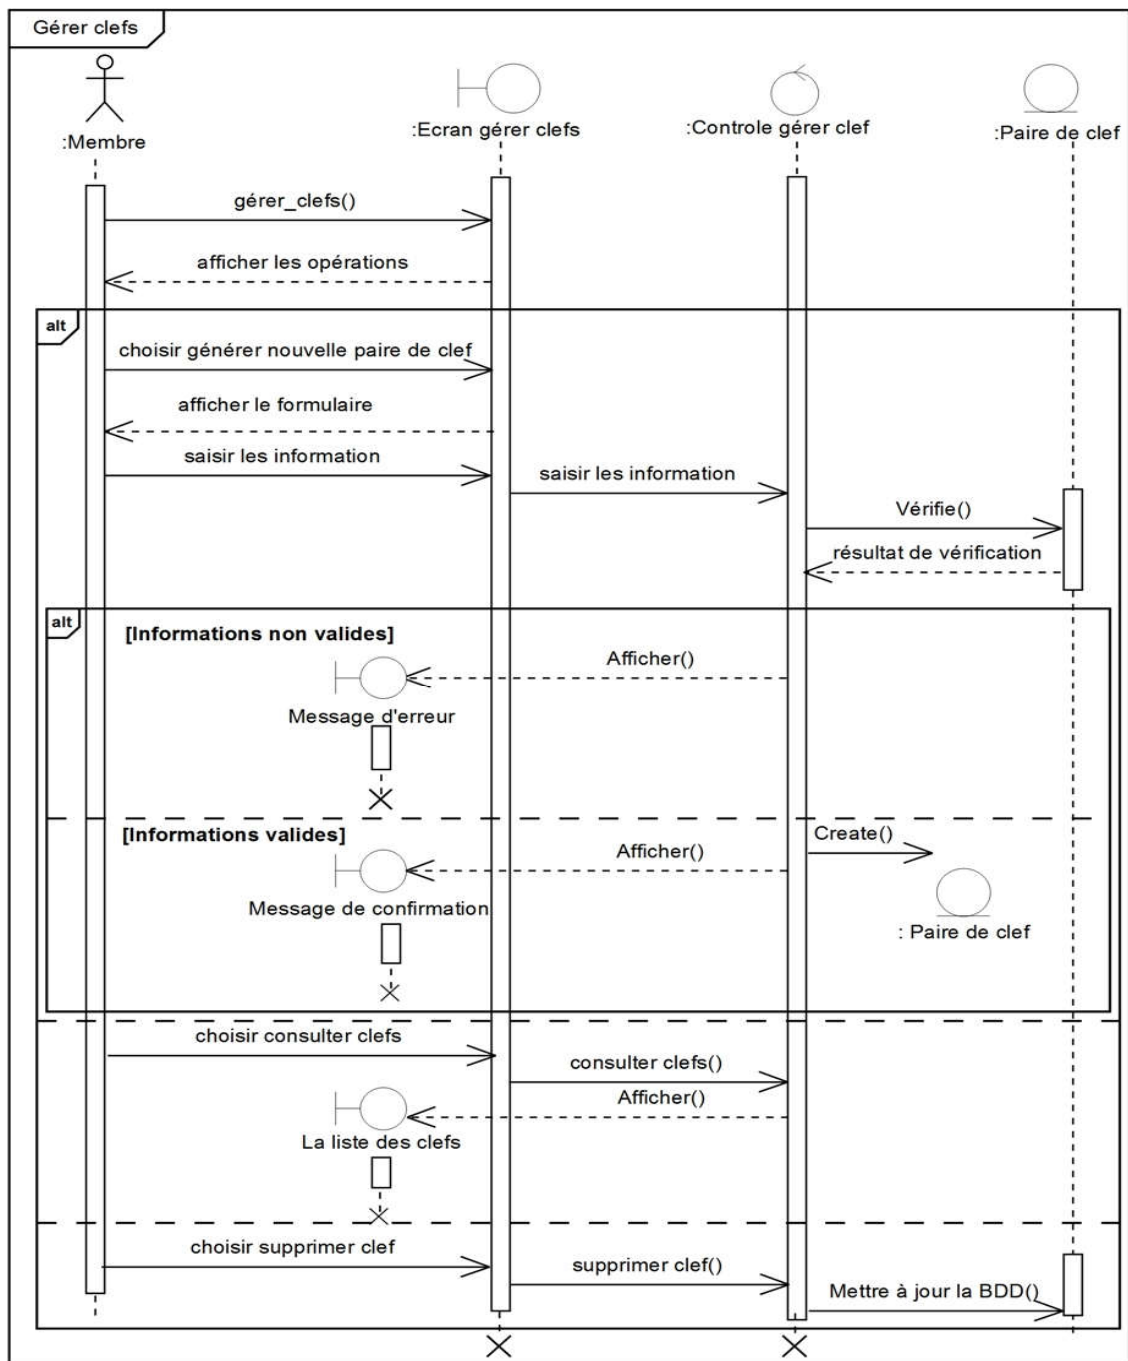 Gérer clefs
:Membre
:Ecran gérer clefs
:Controle gérer clef
:Paire de clef
gérer_clefs()
afficher les opérations
alt
choisir générer nouvelle paire de clef
afficher le formulaire
saisir les information
saisir les information
Vérifie()
résultat de vérification
alt
[Informations non valides]
Afficher()
Message d'erreur
[Informations valides]
Afficher()
Create()
Message de confirmation
: Paire de clef
choisir consulter clefs
consulter clefs()
Afficher()
La liste des clefs
choisir supprimer clef
supprimer clef()
Mettre à jour la BDD()